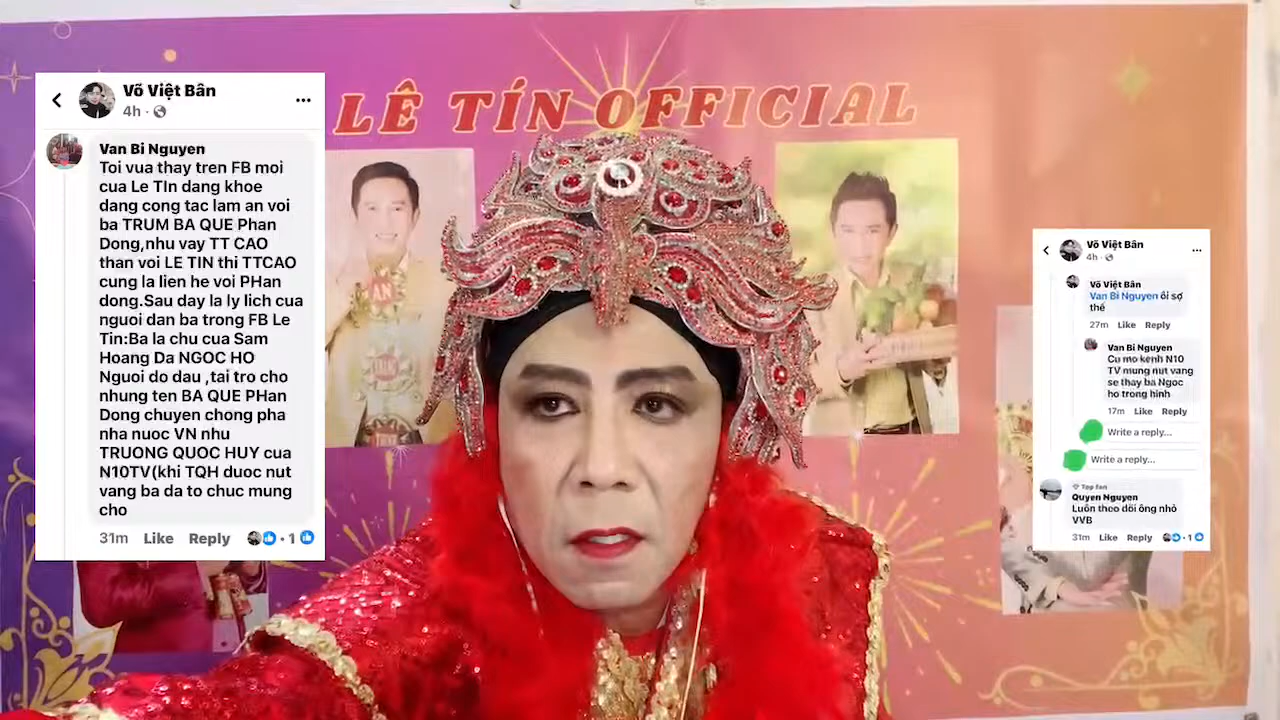 LÊ TÍN OFFICIAL
Võ Việt Bân
4h
Van Bi Nguyen
Toi vua thay tren FB moi
cua Le TIn dang khoe
dang cong tac lam an voi
ba TRUM BA QUE Phan
Dong,nhu vay TT CAO
than voi LE TIN thi TTCAO
cung la lien he voi PHan
dong.Sau day la ly lich cua
nguoi dan ba trong FB Le
Tin:Ba la chu cua Sam
Hoang Da NGOC HO
Nguoi do dau ,tai tro cho
nhung ten BA QUE PHan
Dong chuyen chong pha
nha nuoc VN nhu
TRUONG QUOC HUY cua
N10TV(khi TQH duoc nut
vang ba da to chuc mung
cho
31m Like Reply 1
Võ Việt Bân
4h
Võ Việt Bân
Van Bi Nguyen ôi sợ
thế
27m Like Reply
Van Bi Nguyen
Cu mo kenh N10
TV mung nut vang
se thay ba Ngoc
ho trong hinh
17m Like Reply
Write a reply...
Write a reply...
Top fan
Quyen Nguyen
Luôn theo dõi ông nhỏ
VVB
31m Like Reply 1